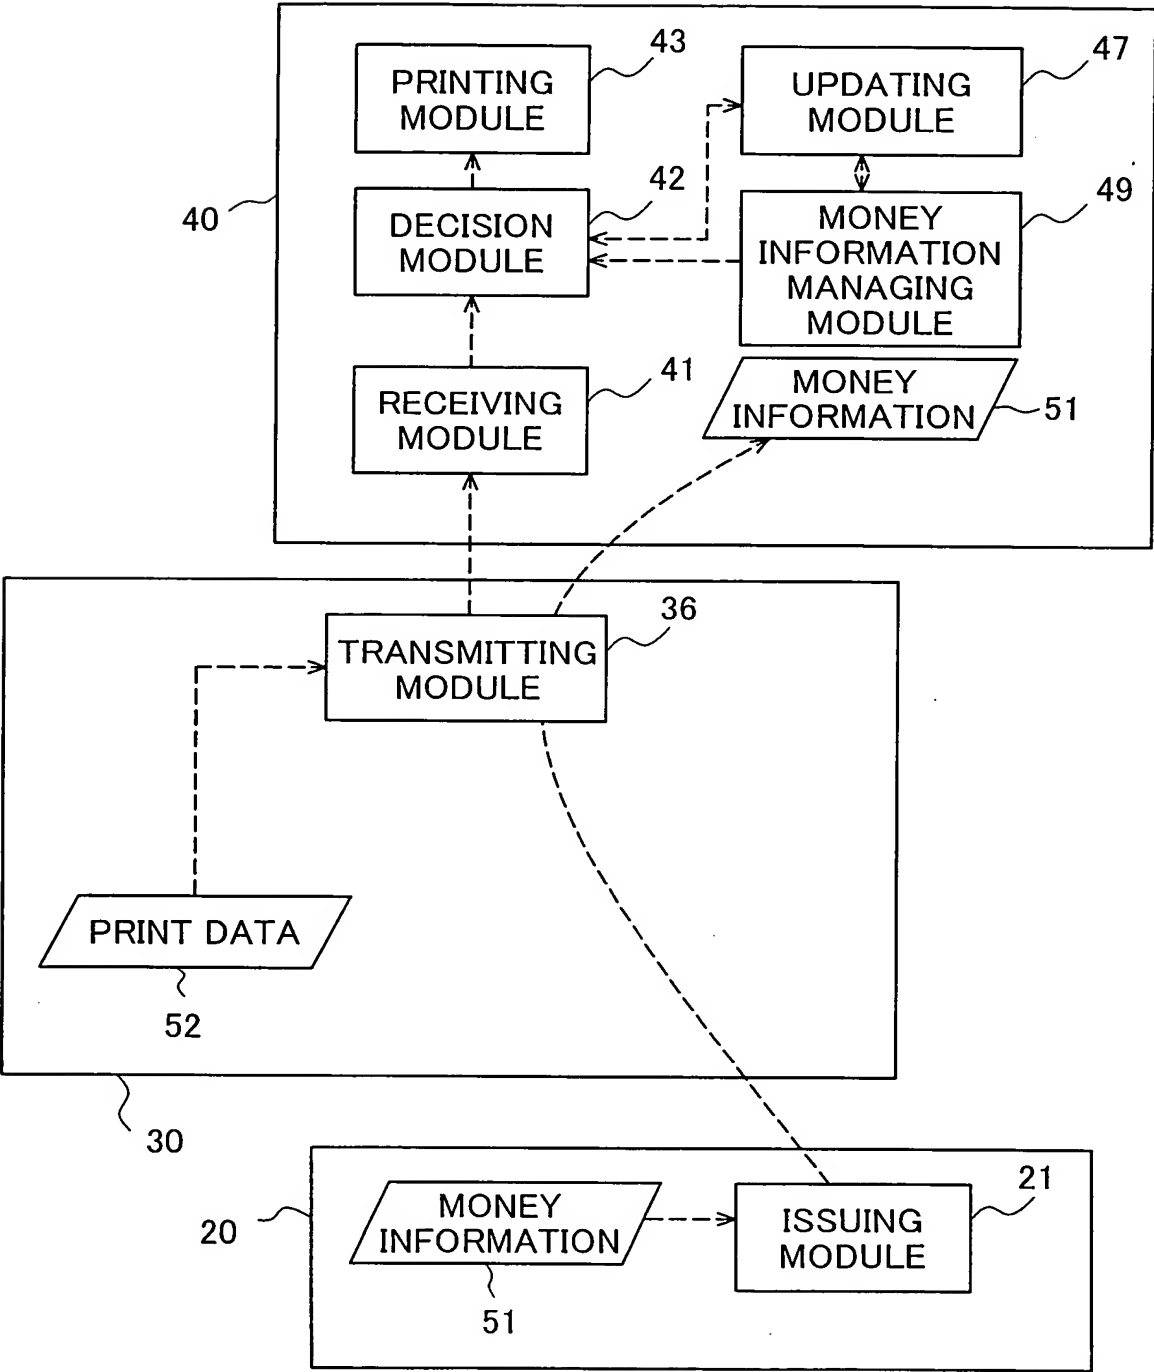 43
PRINTING
MODULE
47
UPDATING
MODULE
42
DECISION
MODULE
49
MONEY
INFORMATION
MANAGING
MODULE
40
41
RECEIVING
MODULE
MONEY
INFORMATION
51
36
TRANSMITTING
MODULE
PRINT DATA
52
30
MONEY
INFORMATION
51
21
ISSUING
MODULE
20